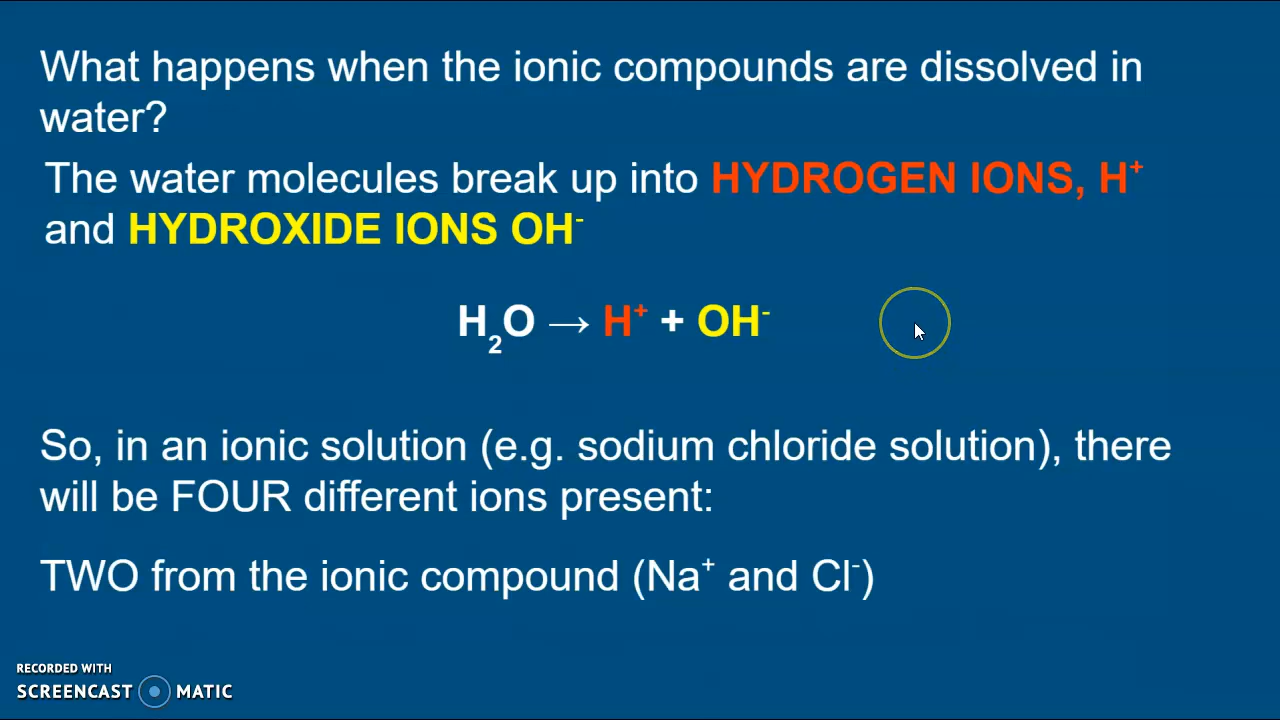 What happens when the ionic compounds are dissolved in
water?
The water molecules break up into HYDROGEN IONS, H⁺
and HYDROXIDE IONS OH⁻
H₂O → H⁺ + OH⁻
So, in an ionic solution (e.g. sodium chloride solution), there
will be FOUR different ions present:
TWO from the ionic compound (Na⁺ and Cl⁻)
RECORDED WITH
SCREENCAST MATIC